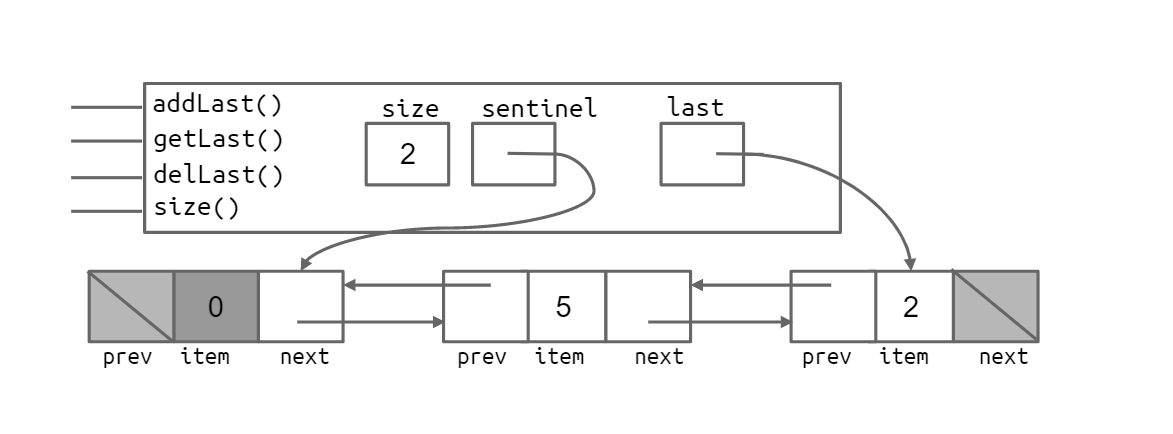 addLast()
size sentinel last
getLast()
2
delLast()
size()
0 5 2
prev item next prev item next prev item next